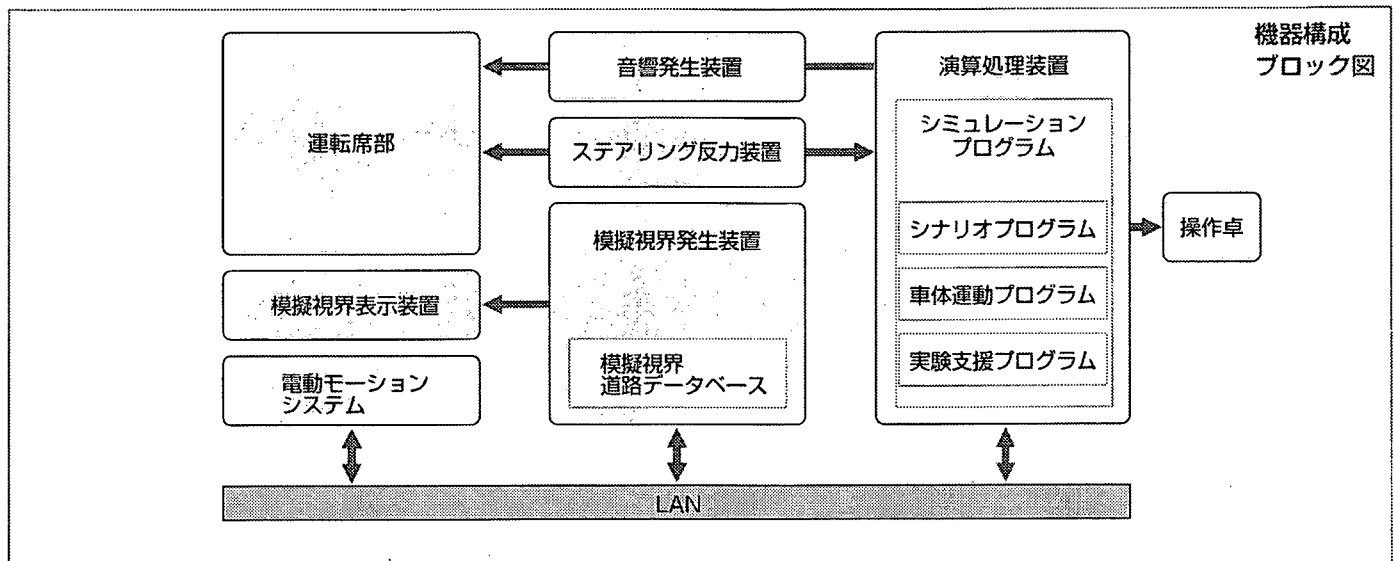 機器構成
ブロック図
運転席部
音響発生装置
演算処理装置
シミュレーション
プログラム
ステアリング反力装置
模擬視界発生装置
シナリオプログラム
操作卓
模擬視界表示装置
車体運動プログラム
模擬視界
道路データベース
実験支援プログラム
電動モーション
システム
LAN